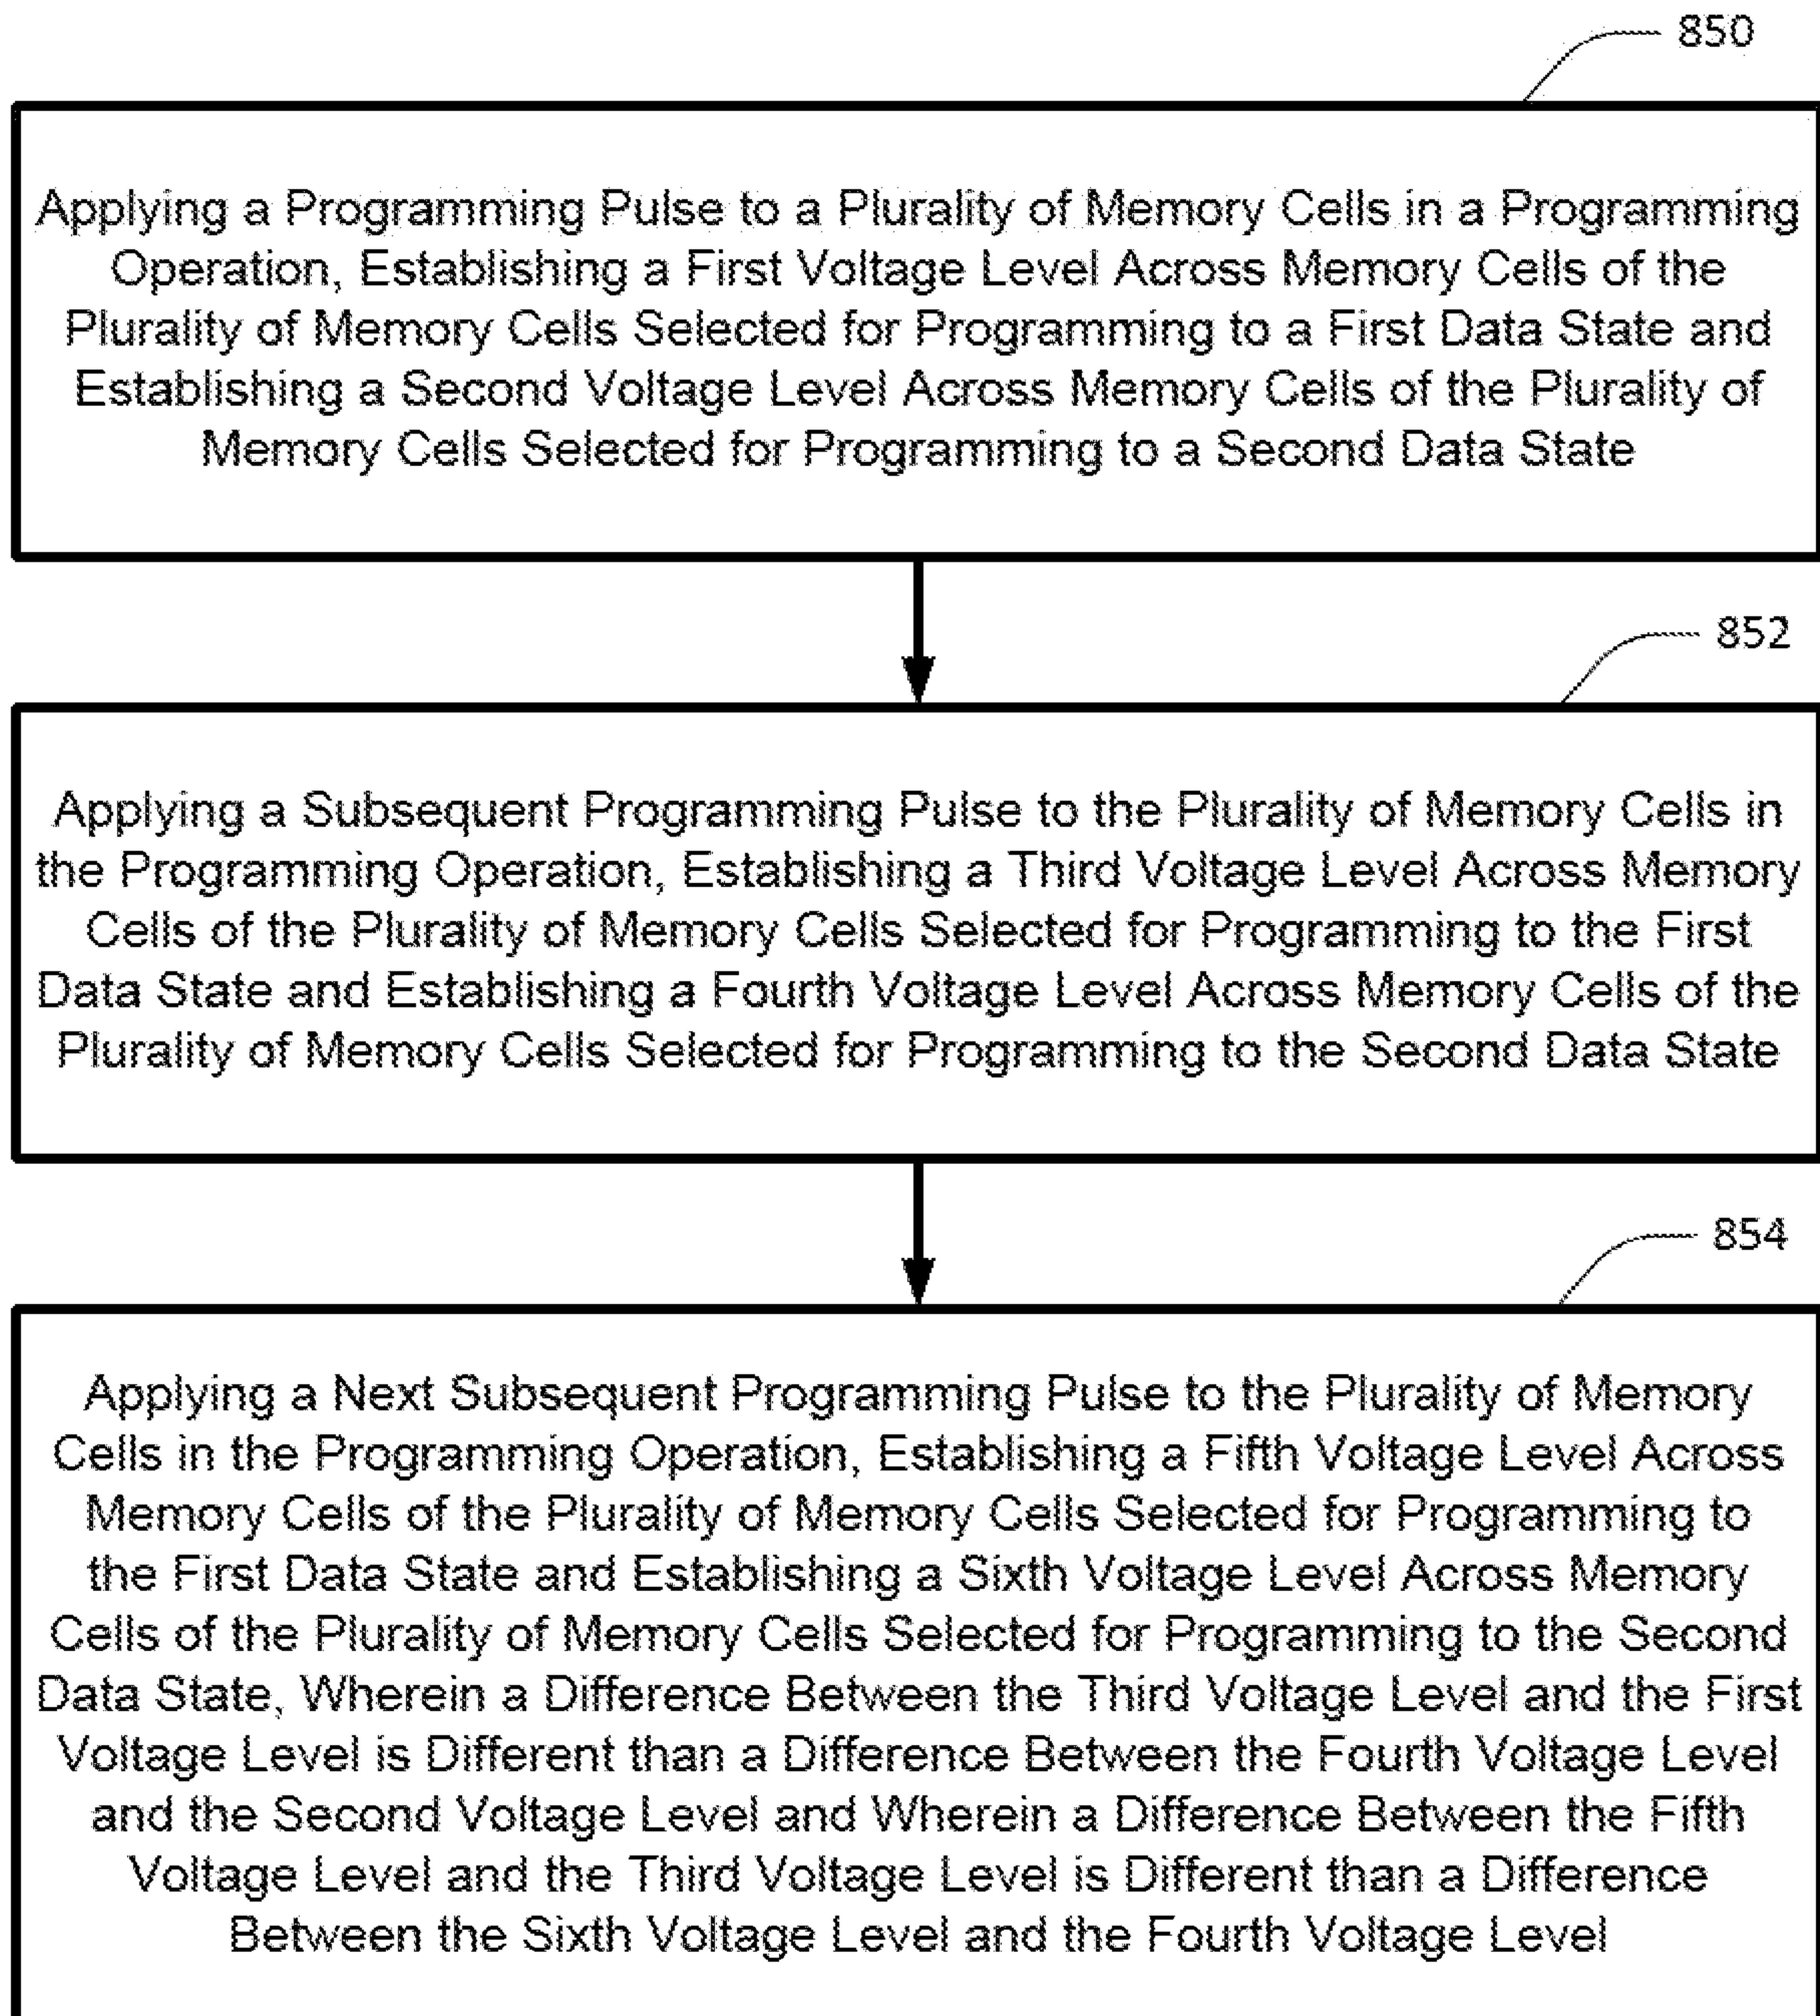 850
Applying a Programming Pulse to a Plurality of Memory Cells in a Programming
Operation, Establishing a First Voltage Level Across Memory Cells of the
Plurality of Memory Cells Selected for Programming to a First Data State and
Establishing a Second Voltage Level Across Memory Cells of the Plurality of
Memory Cells Selected for Programming to a Second Data State
852
Applying a Subsequent Programming Pulse to the Plurality of Memory Cells in
the Programming Operation, Establishing a Third Voltage Level Across Memory
Cells of the Plurality of Memory Cells Selected for Programming to the First
Data State and Establishing a Fourth Voltage Level Across Memory Cells of the
Plurality of Memory Cells Selected for Programming to the Second Data State
854
Applying a Next Subsequent Programming Pulse to the Plurality of Memory
Cells in the Programming Operation, Establishing a Fifth Voltage Level Across
Memory Cells of the Plurality of Memory Cells Selected for Programming to
the First Data State and Establishing a Sixth Voltage Level Across Memory
Cells of the Plurality of Memory Cells Selected for Programming to the Second
Data State, Wherein a Difference Between the Third Voltage Level and the First
Voltage Level is Different than a Difference Between the Fourth Voltage Level
and the Second Voltage Level and Wherein a Difference Between the Fifth
Voltage Level and the Third Voltage Level is Different than a Difference
Between the Sixth Voltage Level and the Fourth Voltage Level